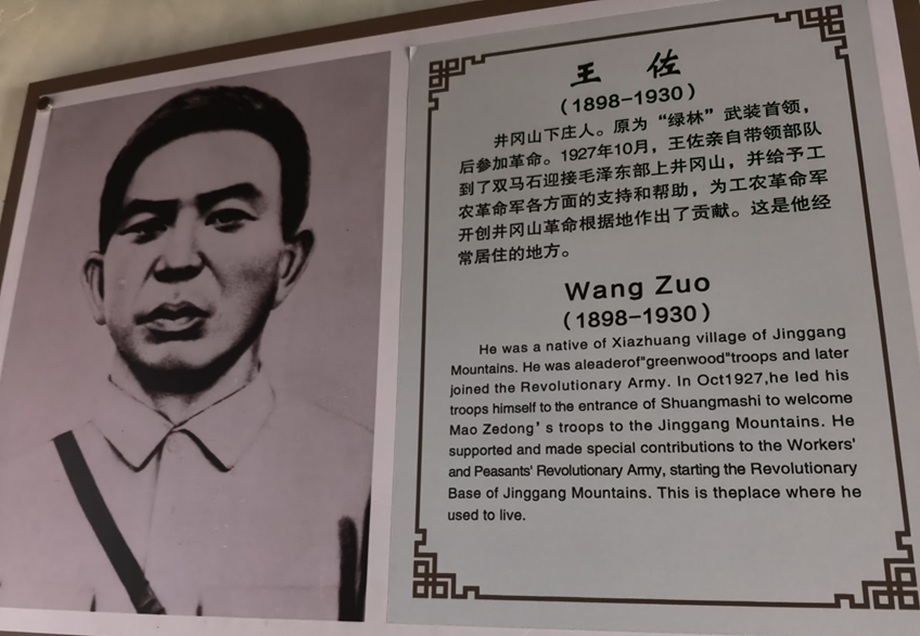 王 佐
(1898-1930)
井冈山下庄人。原为“绿林”武装首领，
后参加革命。1927年10月，王佐亲自带领部队
到了双马石迎接毛泽东部上井冈山，并给予工
农革命军各方面的支持和帮助，为工农革命军
开创井冈山革命根据地作出了贡献。这是他经
常居住的地方。
Wang Zuo
(1898-1930)
He was a native of Xiazhuang village of Jinggang
Mountains. He was aleaderof"greenwood"troops and later
joined the Revolutionary Army. In Oct1927,he led his
troops himself to the entrance of Shuangmashi to welcome
Mao Zedong's troops to the Jinggang Mountains. He
supported and made special contributions to the Workers'
and Peasants' Revolutionary Army, starting the Revolutionary
Base of Jinggang Mountains. This is theplace where he
used to live.